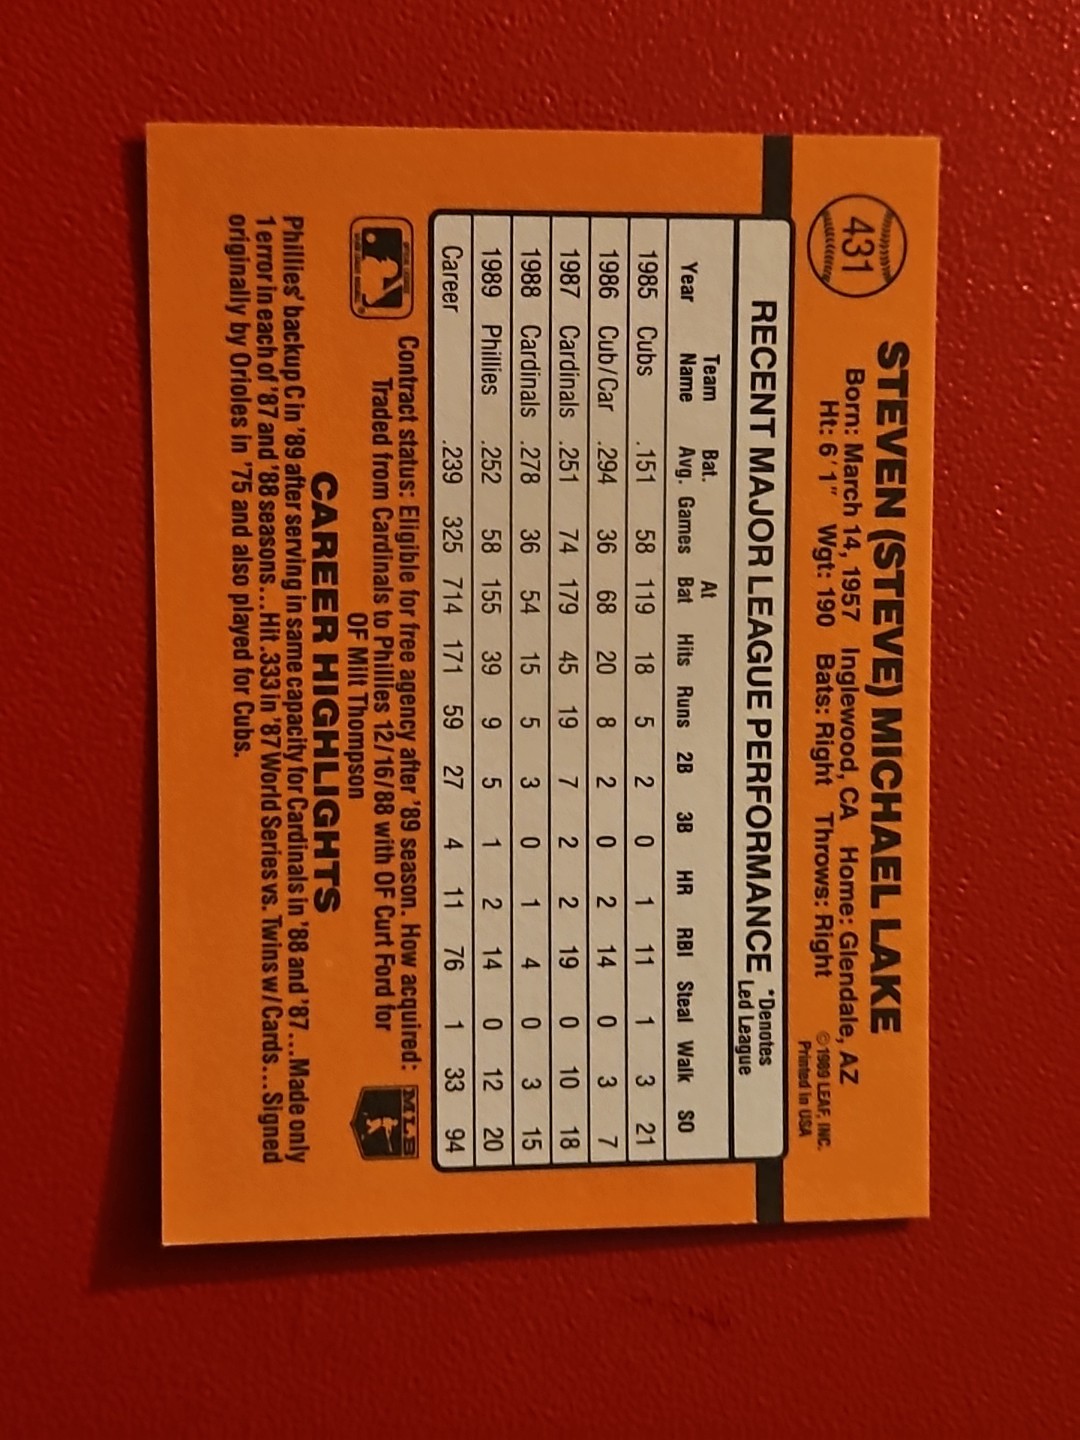 431
STEVEN (STEVE) MICHAEL LAKE
Born: March 14, 1957 Inglewood, CA Home: Glendale, AZ
Ht: 6'1" Wgt: 190 Bats: Right Throws: Right
©1989 LEAF, INC.
Printed in USA
RECENT MAJOR LEAGUE PERFORMANCE *Denotes Led League
Year Team Name Bat. Avg. Games At Bat Hits Runs 2B 3B HR RBI Steal Walk SO
1985 Cubs .151 58 119 18 5 2 0 1 11 1 3 21
1986 Cub/Car .294 36 68 20 8 2 0 2 14 0 3 7
1987 Cardinals .251 74 179 45 19 7 2 2 19 0 10 18
1988 Cardinals .278 36 54 15 5 3 0 1 4 0 3 15
1989 Phillies .252 58 155 39 9 5 1 2 14 0 12 20
Career .239 325 714 171 59 27 4 11 76 1 33 94
Contract status: Eligible for free agency after '89 season. How acquired:
Traded from Cardinals to Phillies 12/16/88 with OF Curt Ford for
OF Milt Thompson
MLB
CAREER HIGHLIGHTS
Phillies' backup C in '89 after serving in same capacity for Cardinals in '88 and '87...Made only
1 error in each of '87 and '88 seasons...Hit .333 in '87 World Series vs. Twins w/Cards...Signed
originally by Orioles in '75 and also played for Cubs.